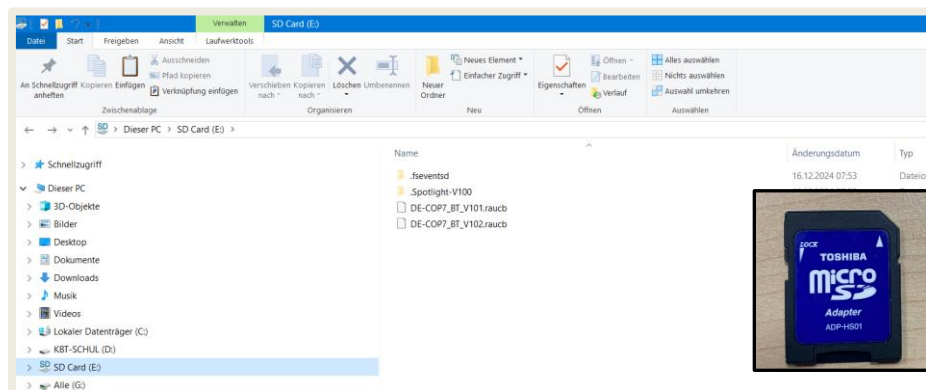 Verwalten SD Card (E:)
Datei Start Freigeben Ansicht Laufwerktools
An Schnellzugriff anheften
Kopieren
Einfügen
Ausschneiden
Pfad kopieren
Verknüpfung einfügen
Zwischenablage
Verschieben nach
Kopieren nach
Löschen
Umbenennen
Organisieren
Neuer Ordner
Neues Element
Einfacher Zugriff
Neu
Eigenschaften
Öffnen
Bearbeiten
Verlauf
Öffnen
Alles auswählen
Nichts auswählen
Auswahl umkehren
Auswählen
SD > Dieser PC > SD Card (E:) >
Schnellzugriff
Dieser PC
3D-Objekte
Bilder
Desktop
Dokumente
Downloads
Musik
Videos
Lokaler Datenträger (C:)
KBT-SCHUL (D:)
SD Card (E:)
Alle (G:)
Name Änderungsdatum Typ
.fseventsd 16.12.2024 07:53 Dateio
.Spotlight-V100
DE-COP7_BT_V101.raucb
DE-COP7_BT_V102.raucb
LOCK
TOSHIBA
micro
SD
Adapter
ADP-HS01